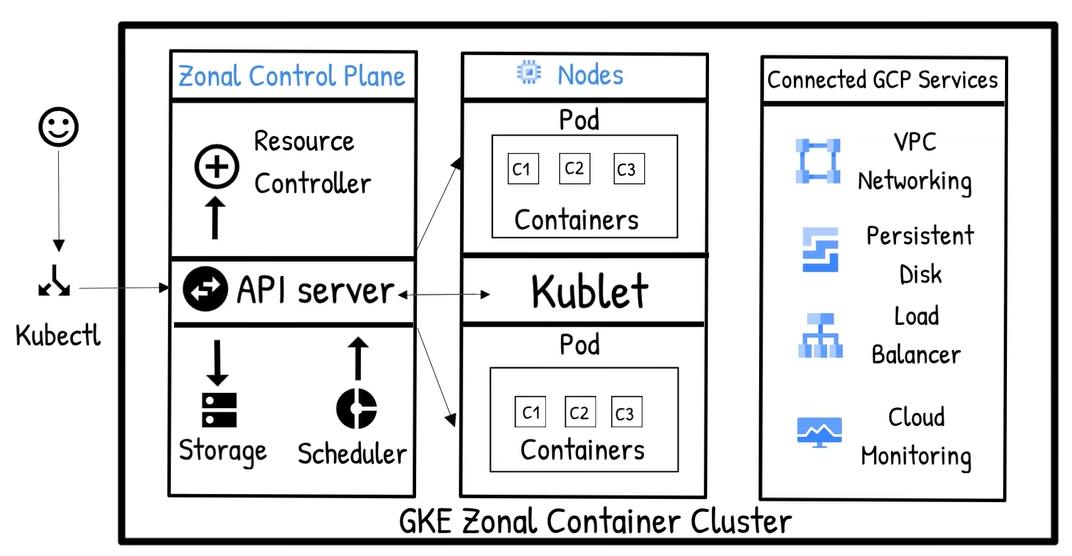 Zonal Control Plane
Resource
Controller
API server
Storage
Scheduler
Kubectl
Nodes
Pod
C1 C2 C3
Containers
Kublet
Pod
C1 C2 C3
Containers
Connected GCP Services
VPC
Networking
Persistent
Disk
Load
Balancer
Cloud
Monitoring
GKE Zonal Container Cluster